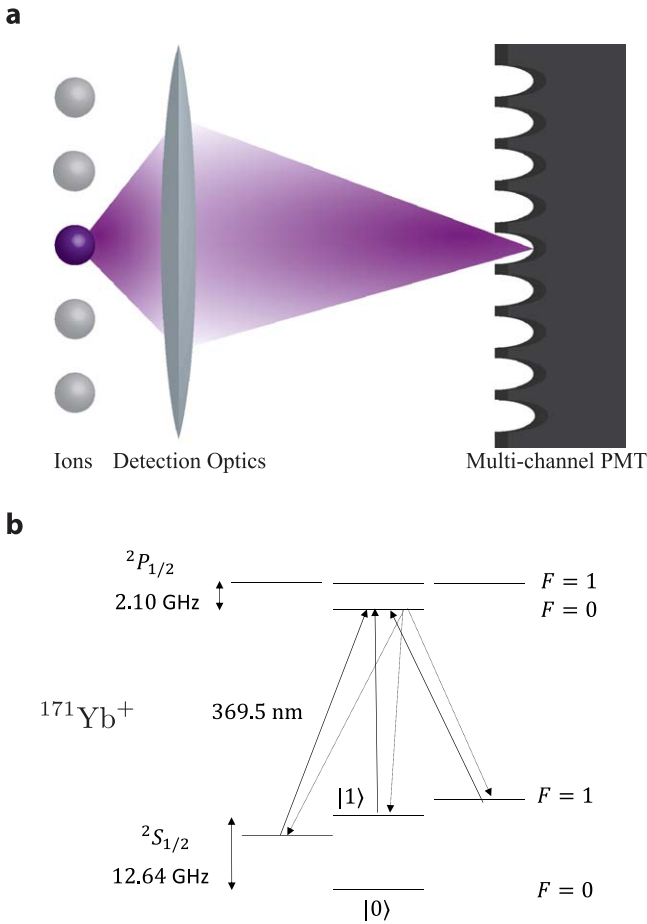 a
Ions Detection Optics Multi-channel PMT
b
²P₁/₂
2.10 GHz
F = 1
F = 0
¹⁷¹Yb⁺
369.5 nm
|1⟩
F = 1
²S₁/₂
12.64 GHz
F = 0
|0⟩